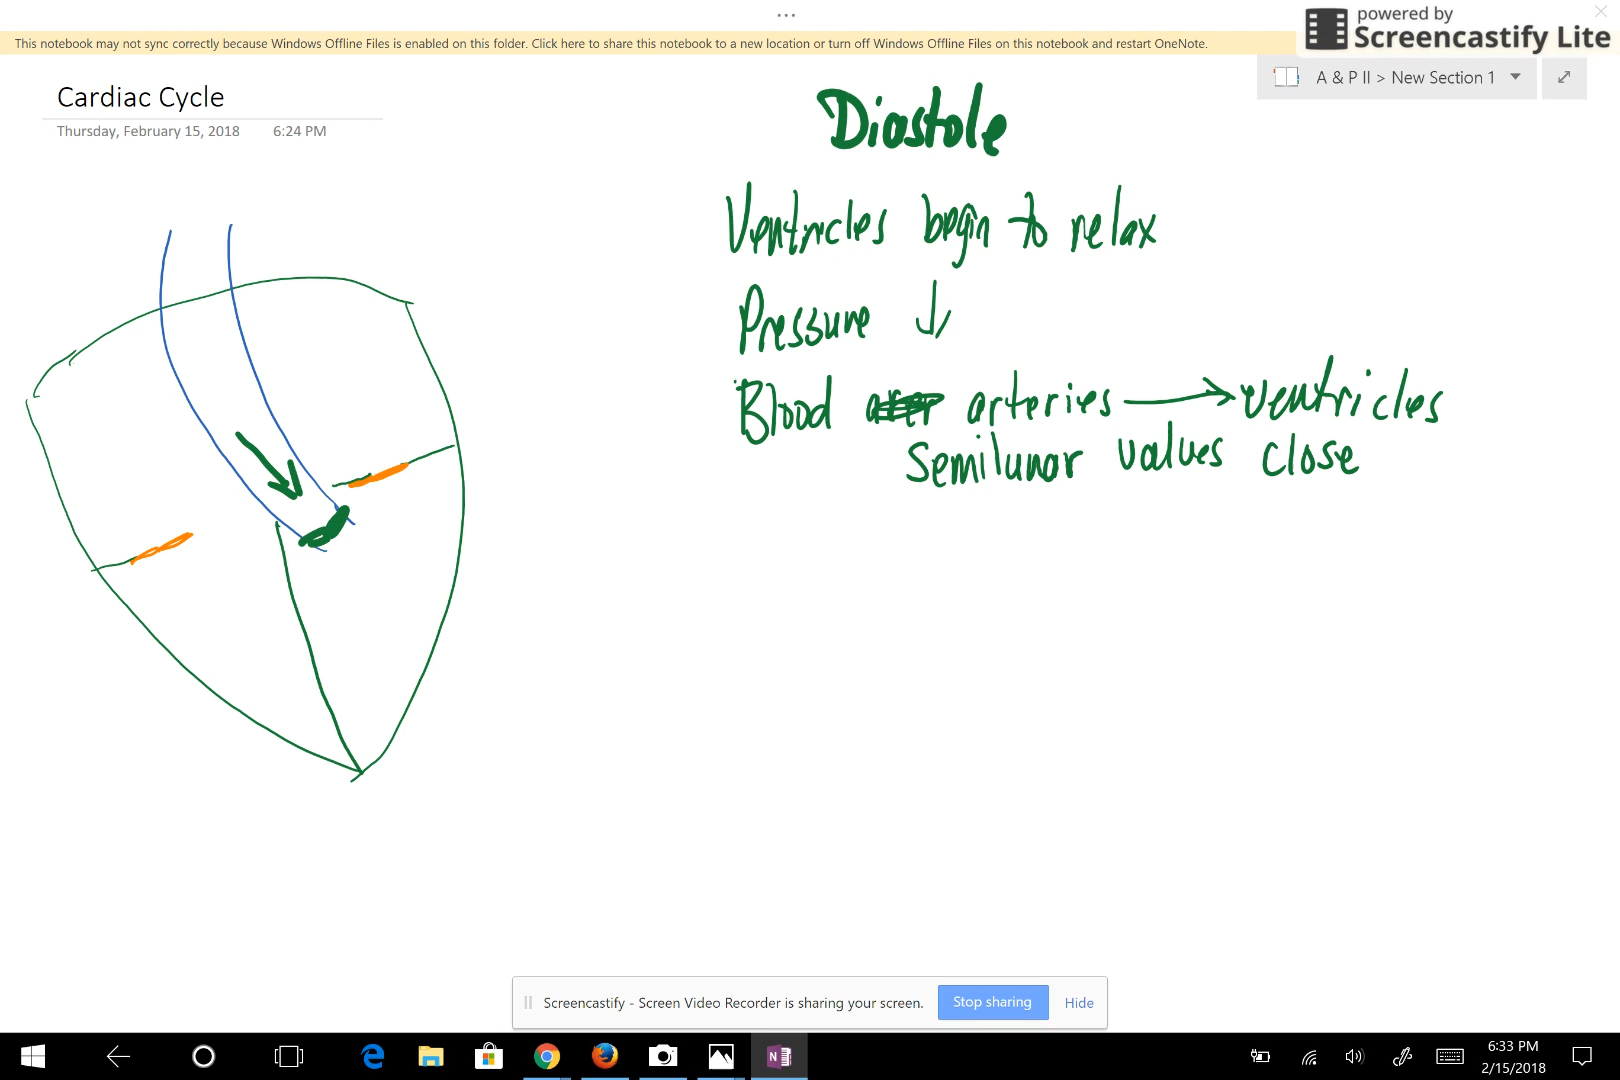 ...
powered by
Screencastify Lite
This notebook may not sync correctly because Windows Offline Files is enabled on this folder. Click here to share this notebook to a new location or turn off Windows Offline Files on this notebook and restart OneNote.
A & P II > New Section 1
Cardiac Cycle
Thursday, February 15, 2018 6:24 PM
Diastole
Ventricles begin to relax
Pressure ↓
Blood arteries → ventricles
Semilunar valves close
Screencastify - Screen Video Recorder is sharing your screen. Stop sharing Hide
6:33 PM
2/15/2018